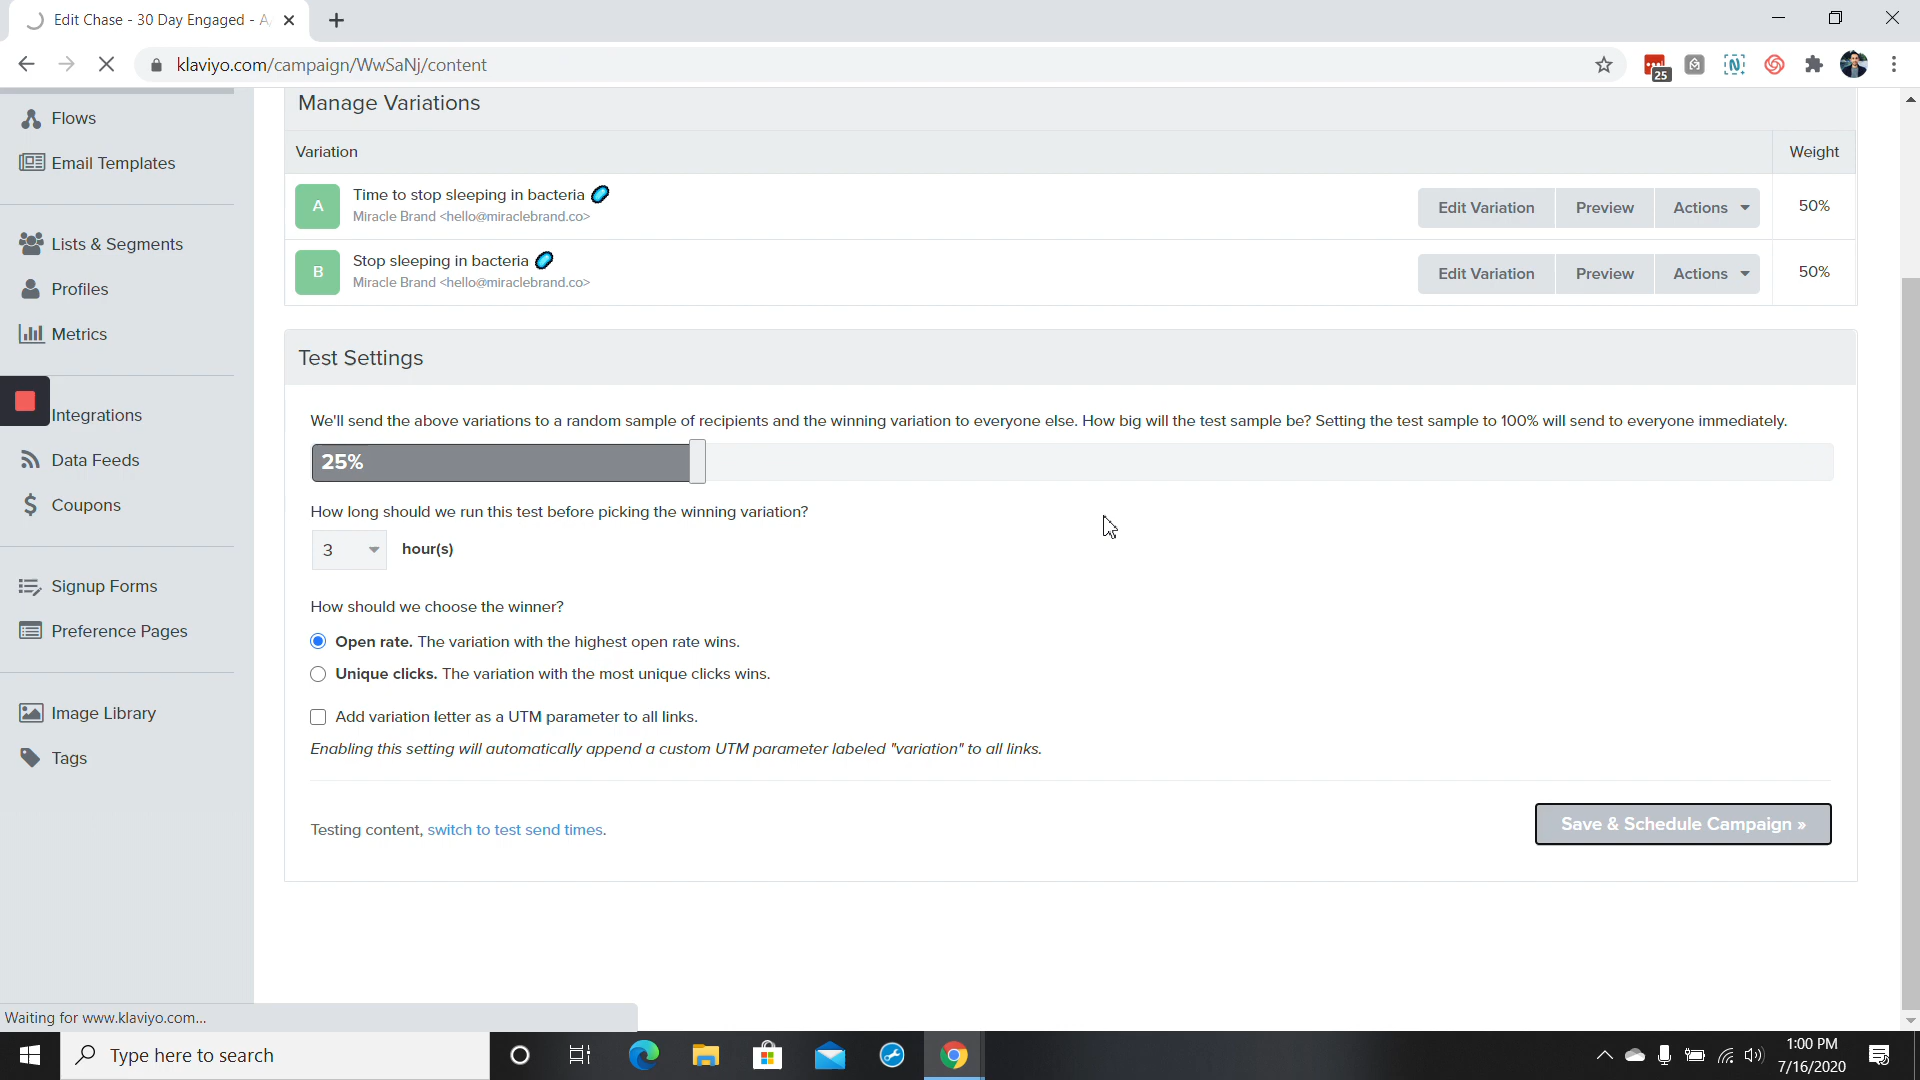 Edit Chase - 30 Day Engaged - A
klaviyo.com/campaign/WwSaNj/content
25
Flows
Email Templates
Lists & Segments
Profiles
Metrics
Integrations
Data Feeds
Coupons
Signup Forms
Preference Pages
Image Library
Tags
Manage Variations
Variation
Weight
A
Time to stop sleeping in bacteria
Miracle Brand <hello@miraclebrand.co>
Edit Variation
Preview
Actions
50%
B
Stop sleeping in bacteria
Miracle Brand <hello@miraclebrand.co>
Edit Variation
Preview
Actions
50%
Test Settings
We'll send the above variations to a random sample of recipients and the winning variation to everyone else. How big will the test sample be? Setting the test sample to 100% will send to everyone immediately.
25%
How long should we run this test before picking the winning variation?
3
hour(s)
How should we choose the winner?
Open rate. The variation with the highest open rate wins.
Unique clicks. The variation with the most unique clicks wins.
Add variation letter as a UTM parameter to all links.
Enabling this setting will automatically append a custom UTM parameter labeled "variation" to all links.
Testing content, switch to test send times.
Save & Schedule Campaign »
Waiting for www.klaviyo.com...
Type here to search
1:00 PM
7/16/2020